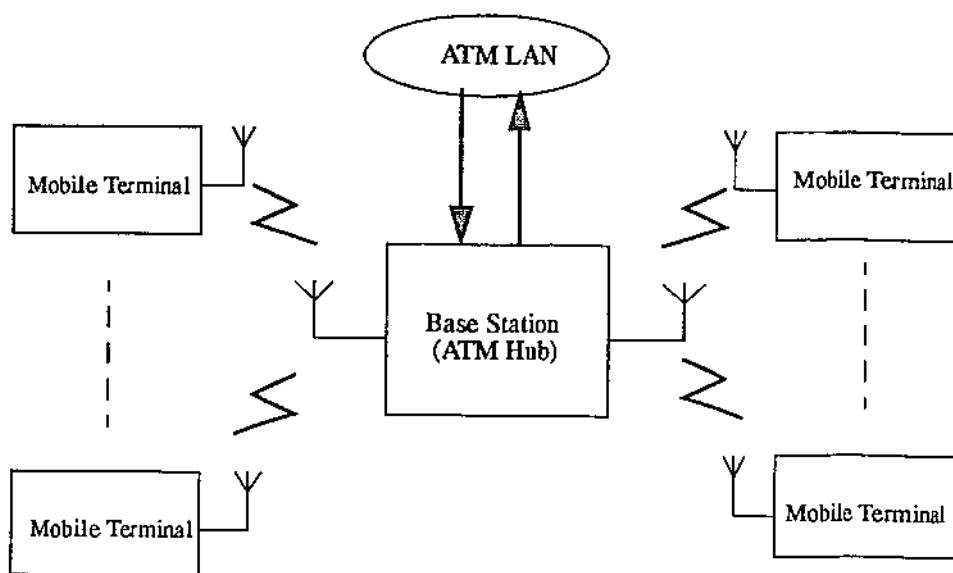 ATM LAN
Mobile Terminal
Mobile Terminal
Base Station
(ATM Hub)
Mobile Terminal
Mobile Terminal